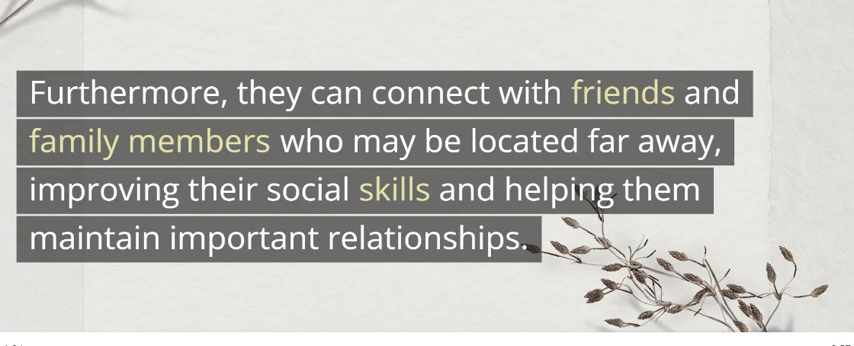 Furthermore, they can connect with friends and
family members who may be located far away,
improving their social skills and helping them
maintain important relationships.